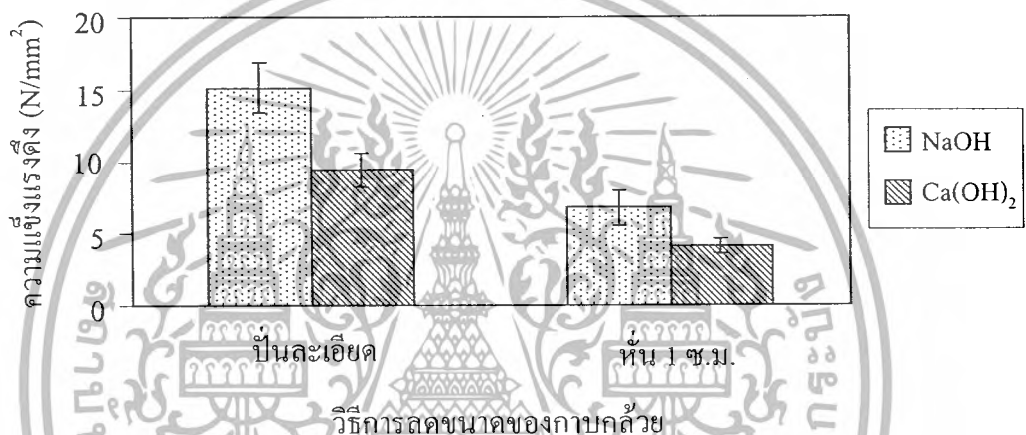 ความแข็งแรงดึง (N/mm²)
20
15
10
5
0
ปั่นละเอียด
หั่น 1 ซ.ม.
วิธีการลดขนาดของกาบกล้วย
NaOH
Ca(OH)₂